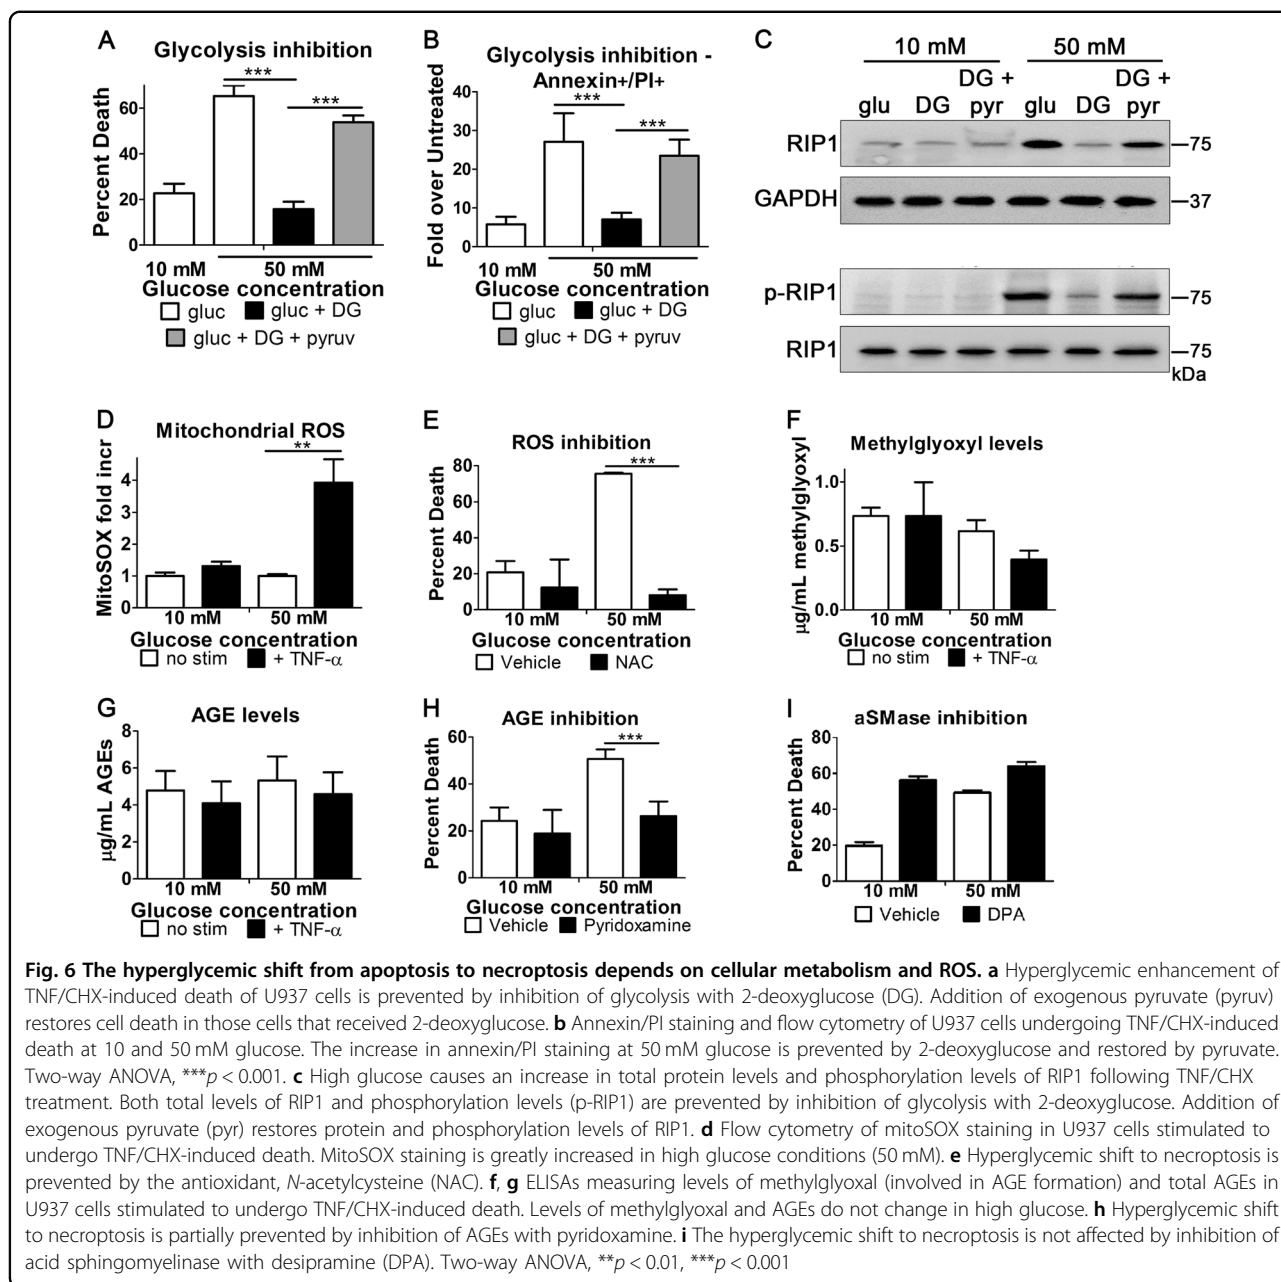 A
Glycolysis inhibition
***
***
Percent Death
60
40
20
0
10 mM
50 mM
Glucose concentration
gluc
gluc + DG
gluc + DG + pyruv
B
Glycolysis inhibition -
Annexin+/PI+
***
***
Fold over Untreated
40
30
20
10
0
10 mM
50 mM
Glucose concentration
gluc
gluc + DG
gluc + DG + pyruv
C
10 mM
50 mM
DG +
DG +
glu
DG
pyr
glu
DG
pyr
RIP1
75
GAPDH
37
p-RIP1
75
RIP1
75
kDa
D
Mitochondrial ROS
**
MitoSOX fold incr
4
3
2
1
0
10 mM
50 mM
Glucose concentration
no stim
+ TNF-α
E
ROS inhibition
***
Percent Death
80
60
40
20
0
10 mM
50 mM
Glucose concentration
Vehicle
NAC
F
Methylglyoxyl levels
µg/mL methylglyoxyl
1.0
0.5
0.0
10 mM
50 mM
Glucose concentration
no stim
+ TNF-α
G
AGE levels
µg/mL AGEs
8
6
4
2
0
10 mM
50 mM
Glucose concentration
no stim
+ TNF-α
H
AGE inhibition
***
Percent Death
60
40
20
0
10 mM
50 mM
Glucose concentration
Vehicle
Pyridoxamine
I
aSMase inhibition
Percent Death
80
60
40
20
0
10 mM
50 mM
Vehicle
DPA
Fig. 6 The hyperglycemic shift from apoptosis to necroptosis depends on cellular metabolism and ROS. a Hyperglycemic enhancement of
TNF/CHX-induced death of U937 cells is prevented by inhibition of glycolysis with 2-deoxyglucose (DG). Addition of exogenous pyruvate (pyruv)
restores cell death in those cells that received 2-deoxyglucose. b Annexin/PI staining and flow cytometry of U937 cells undergoing TNF/CHX-induced
death at 10 and 50 mM glucose. The increase in annexin/PI staining at 50 mM glucose is prevented by 2-deoxyglucose and restored by pyruvate.
Two-way ANOVA, ***p < 0.001. c High glucose causes an increase in total protein levels and phosphorylation levels of RIP1 following TNF/CHX
treatment. Both total levels of RIP1 and phosphorylation levels (p-RIP1) are prevented by inhibition of glycolysis with 2-deoxyglucose. Addition of
exogenous pyruvate (pyr) restores protein and phosphorylation levels of RIP1. d Flow cytometry of mitoSOX staining in U937 cells stimulated to
undergo TNF/CHX-induced death. MitoSOX staining is greatly increased in high glucose conditions (50 mM). e Hyperglycemic shift to necroptosis is
prevented by the antioxidant, N-acetylcysteine (NAC). f, g ELISAs measuring levels of methylglyoxal (involved in AGE formation) and total AGEs in
U937 cells stimulated to undergo TNF/CHX-induced death. Levels of methylglyoxal and AGEs do not change in high glucose. h Hyperglycemic shift
to necroptosis is partially prevented by inhibition of AGEs with pyridoxamine. i The hyperglycemic shift to necroptosis is not affected by inhibition of
acid sphingomyelinase with desipramine (DPA). Two-way ANOVA, **p < 0.01, ***p < 0.001